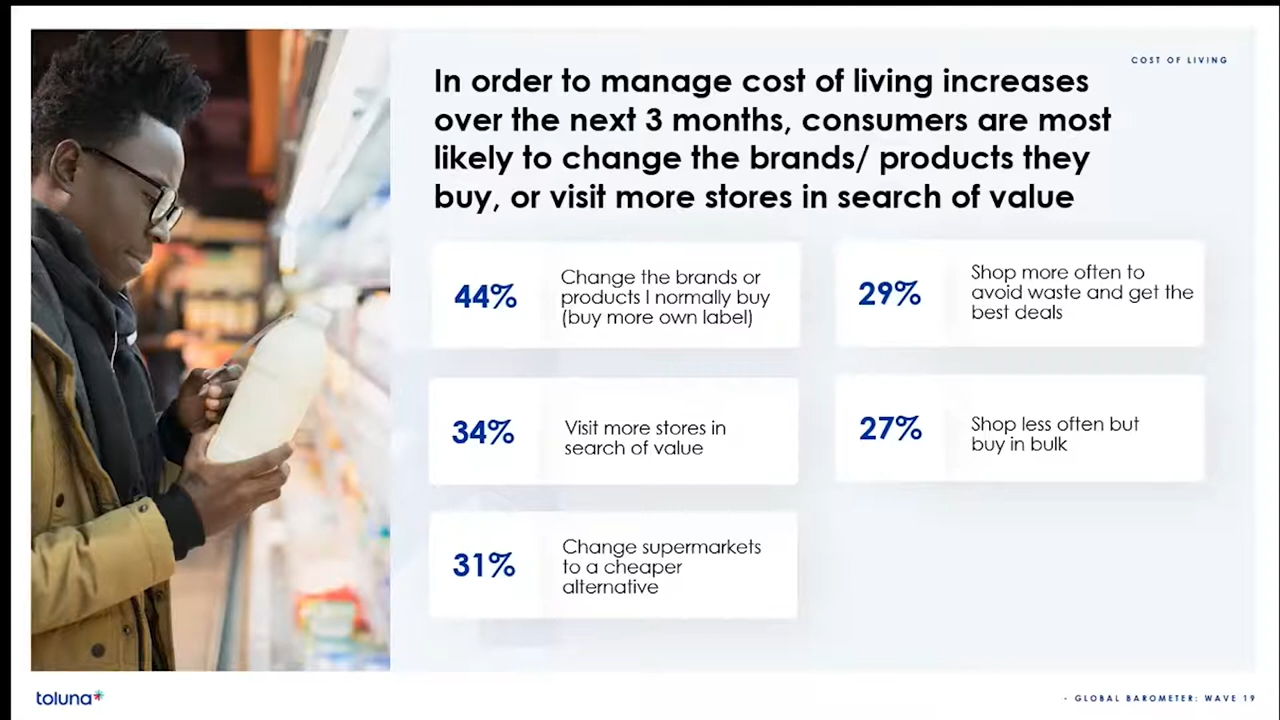 COST OF LIVING
In order to manage cost of living increases
over the next 3 months, consumers are most
likely to change the brands/ products they
buy, or visit more stores in search of value
44%
Change the brands or
products I normally buy
(buy more own label)
34%
Visit more stores in
search of value
31%
Change supermarkets
to a cheaper
alternative
29%
Shop more often to
avoid waste and get the
best deals
27%
Shop less often but
buy in bulk
toluna*
- GLOBAL BAROMETER: WAVE 19